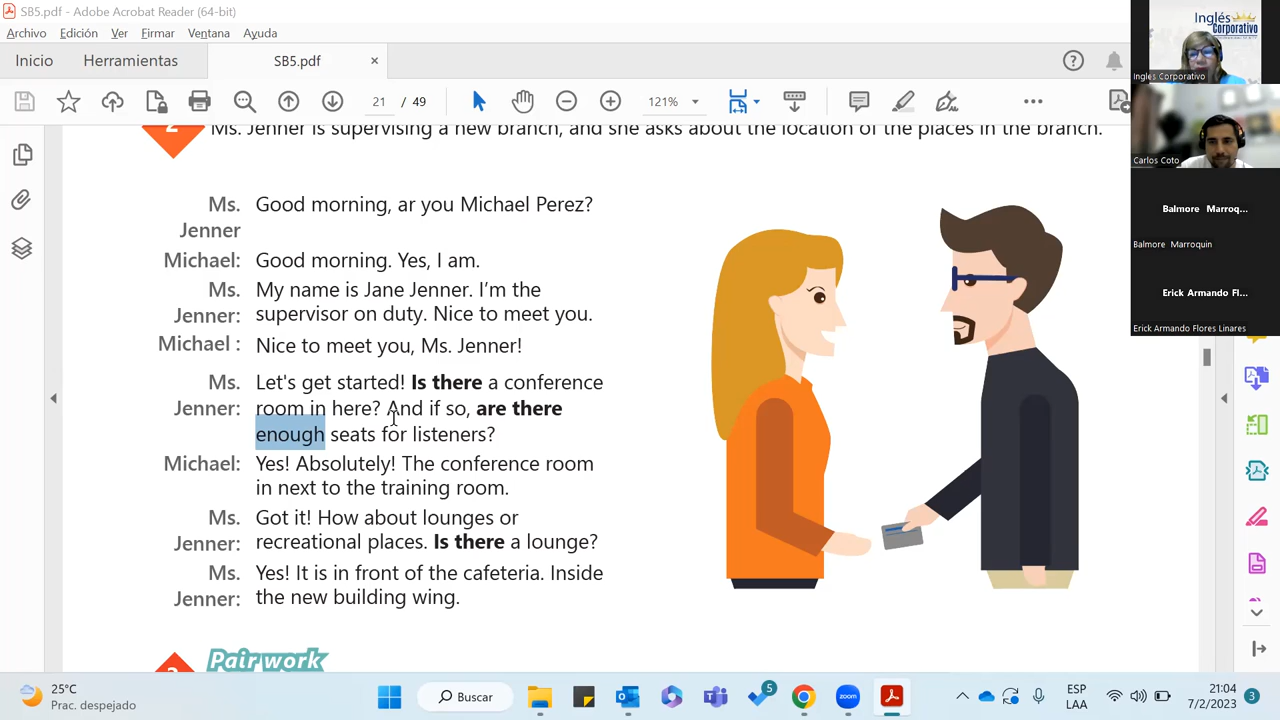 SB5.pdf - Adobe Acrobat Reader (64-bit)
Archivo Edición Ver Firmar Ventana Ayuda
Inicio Herramientas SB5.pdf
21 / 49 121%
2 Ms. Jenner is supervising a new branch, and she asks about the location of the places in the branch.
Ms. Good morning, ar you Michael Perez?
Jenner
Michael: Good morning. Yes, I am.
Ms. My name is Jane Jenner. I'm the
Jenner: supervisor on duty. Nice to meet you.
Michael : Nice to meet you, Ms. Jenner!
Ms. Let's get started! Is there a conference
Jenner: room in here? And if so, are there
enough seats for listeners?
Michael: Yes! Absolutely! The conference room
in next to the training room.
Ms. Got it! How about lounges or
Jenner: recreational places. Is there a lounge?
Ms. Yes! It is in front of the cafeteria. Inside
Jenner: the new building wing.
Pair work
Inglés
Corporativo
Ingles Corporativo
Carlos Coto
Balmore Marroq...
Balmore Marroquin
Erick Armando Fl...
Erick Armando Flores Linares
25°C
Prac. despejado
Buscar
5
zoom
ESP
LAA
21:04
7/2/2023
3